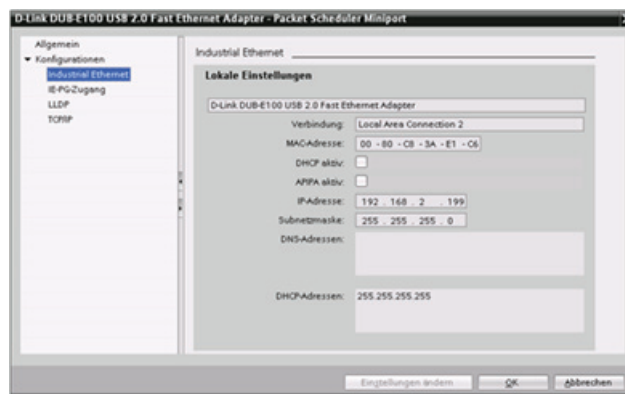 D-Link DUB-E100 USB 2.0 Fast Ethernet Adapter - Packet Scheduler Miniport
Allgemein
Konfigurationen
Industrial Ethernet
IE-PG-Zugang
LLDP
TCP/IP
Industrial Ethernet
Lokale Einstellungen
D-Link DUB-E100 USB 2.0 Fast Ethernet Adapter
Verbindung: Local Area Connection 2
MAC-Adresse: 00 - 80 - C8 - 3A - E1 - C6
DHCP aktiv:
APIPA aktiv:
IP-Adresse: 192 . 168 . 2 . 199
Subnetzmaske: 255 . 255 . 255 . 0
DNS-Adressen:
DHCP-Adressen: 255.255.255.255
Einstellungen ändern
OK
Abbrechen